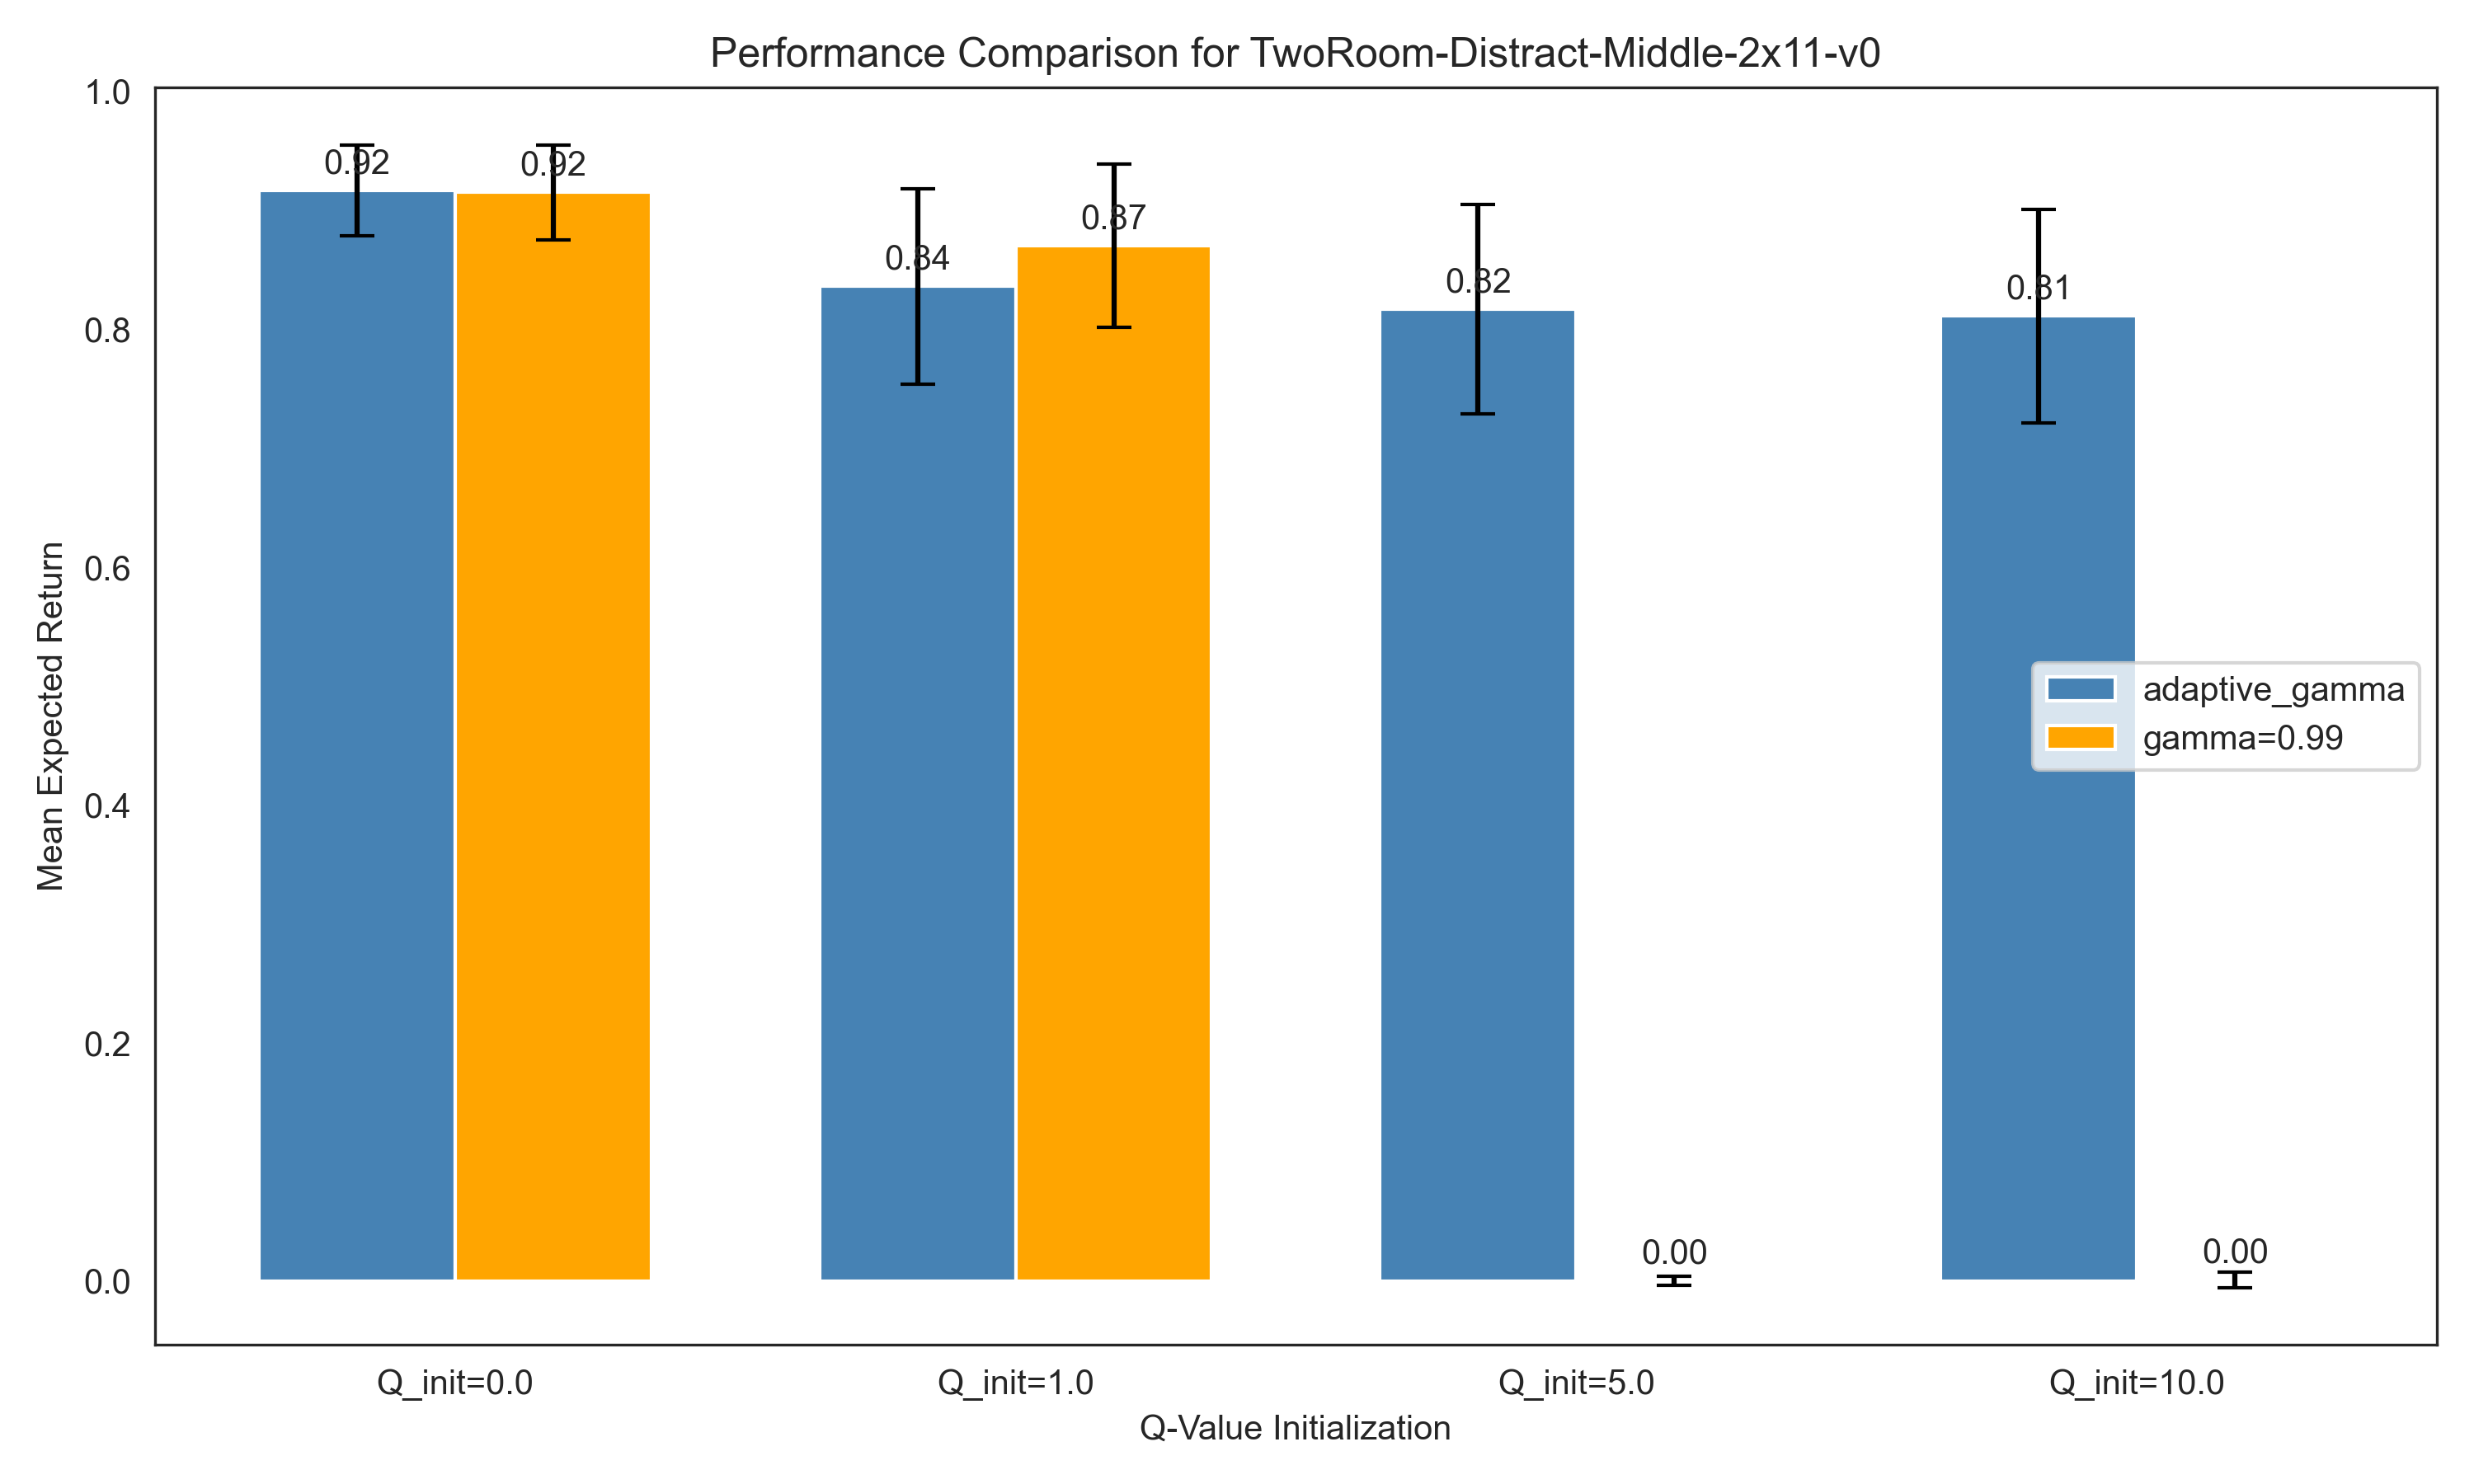 Performance Comparison for TwoRoom-Distract-Middle-2x11-v0
Mean Expected Return
1.0
0.8
0.6
0.4
0.2
0.0
0.92
0.92
0.84
0.87
0.82
0.00
0.81
0.00
adaptive_gamma
gamma=0.99
Q_init=0.0
Q_init=1.0
Q_init=5.0
Q_init=10.0
Q-Value Initialization